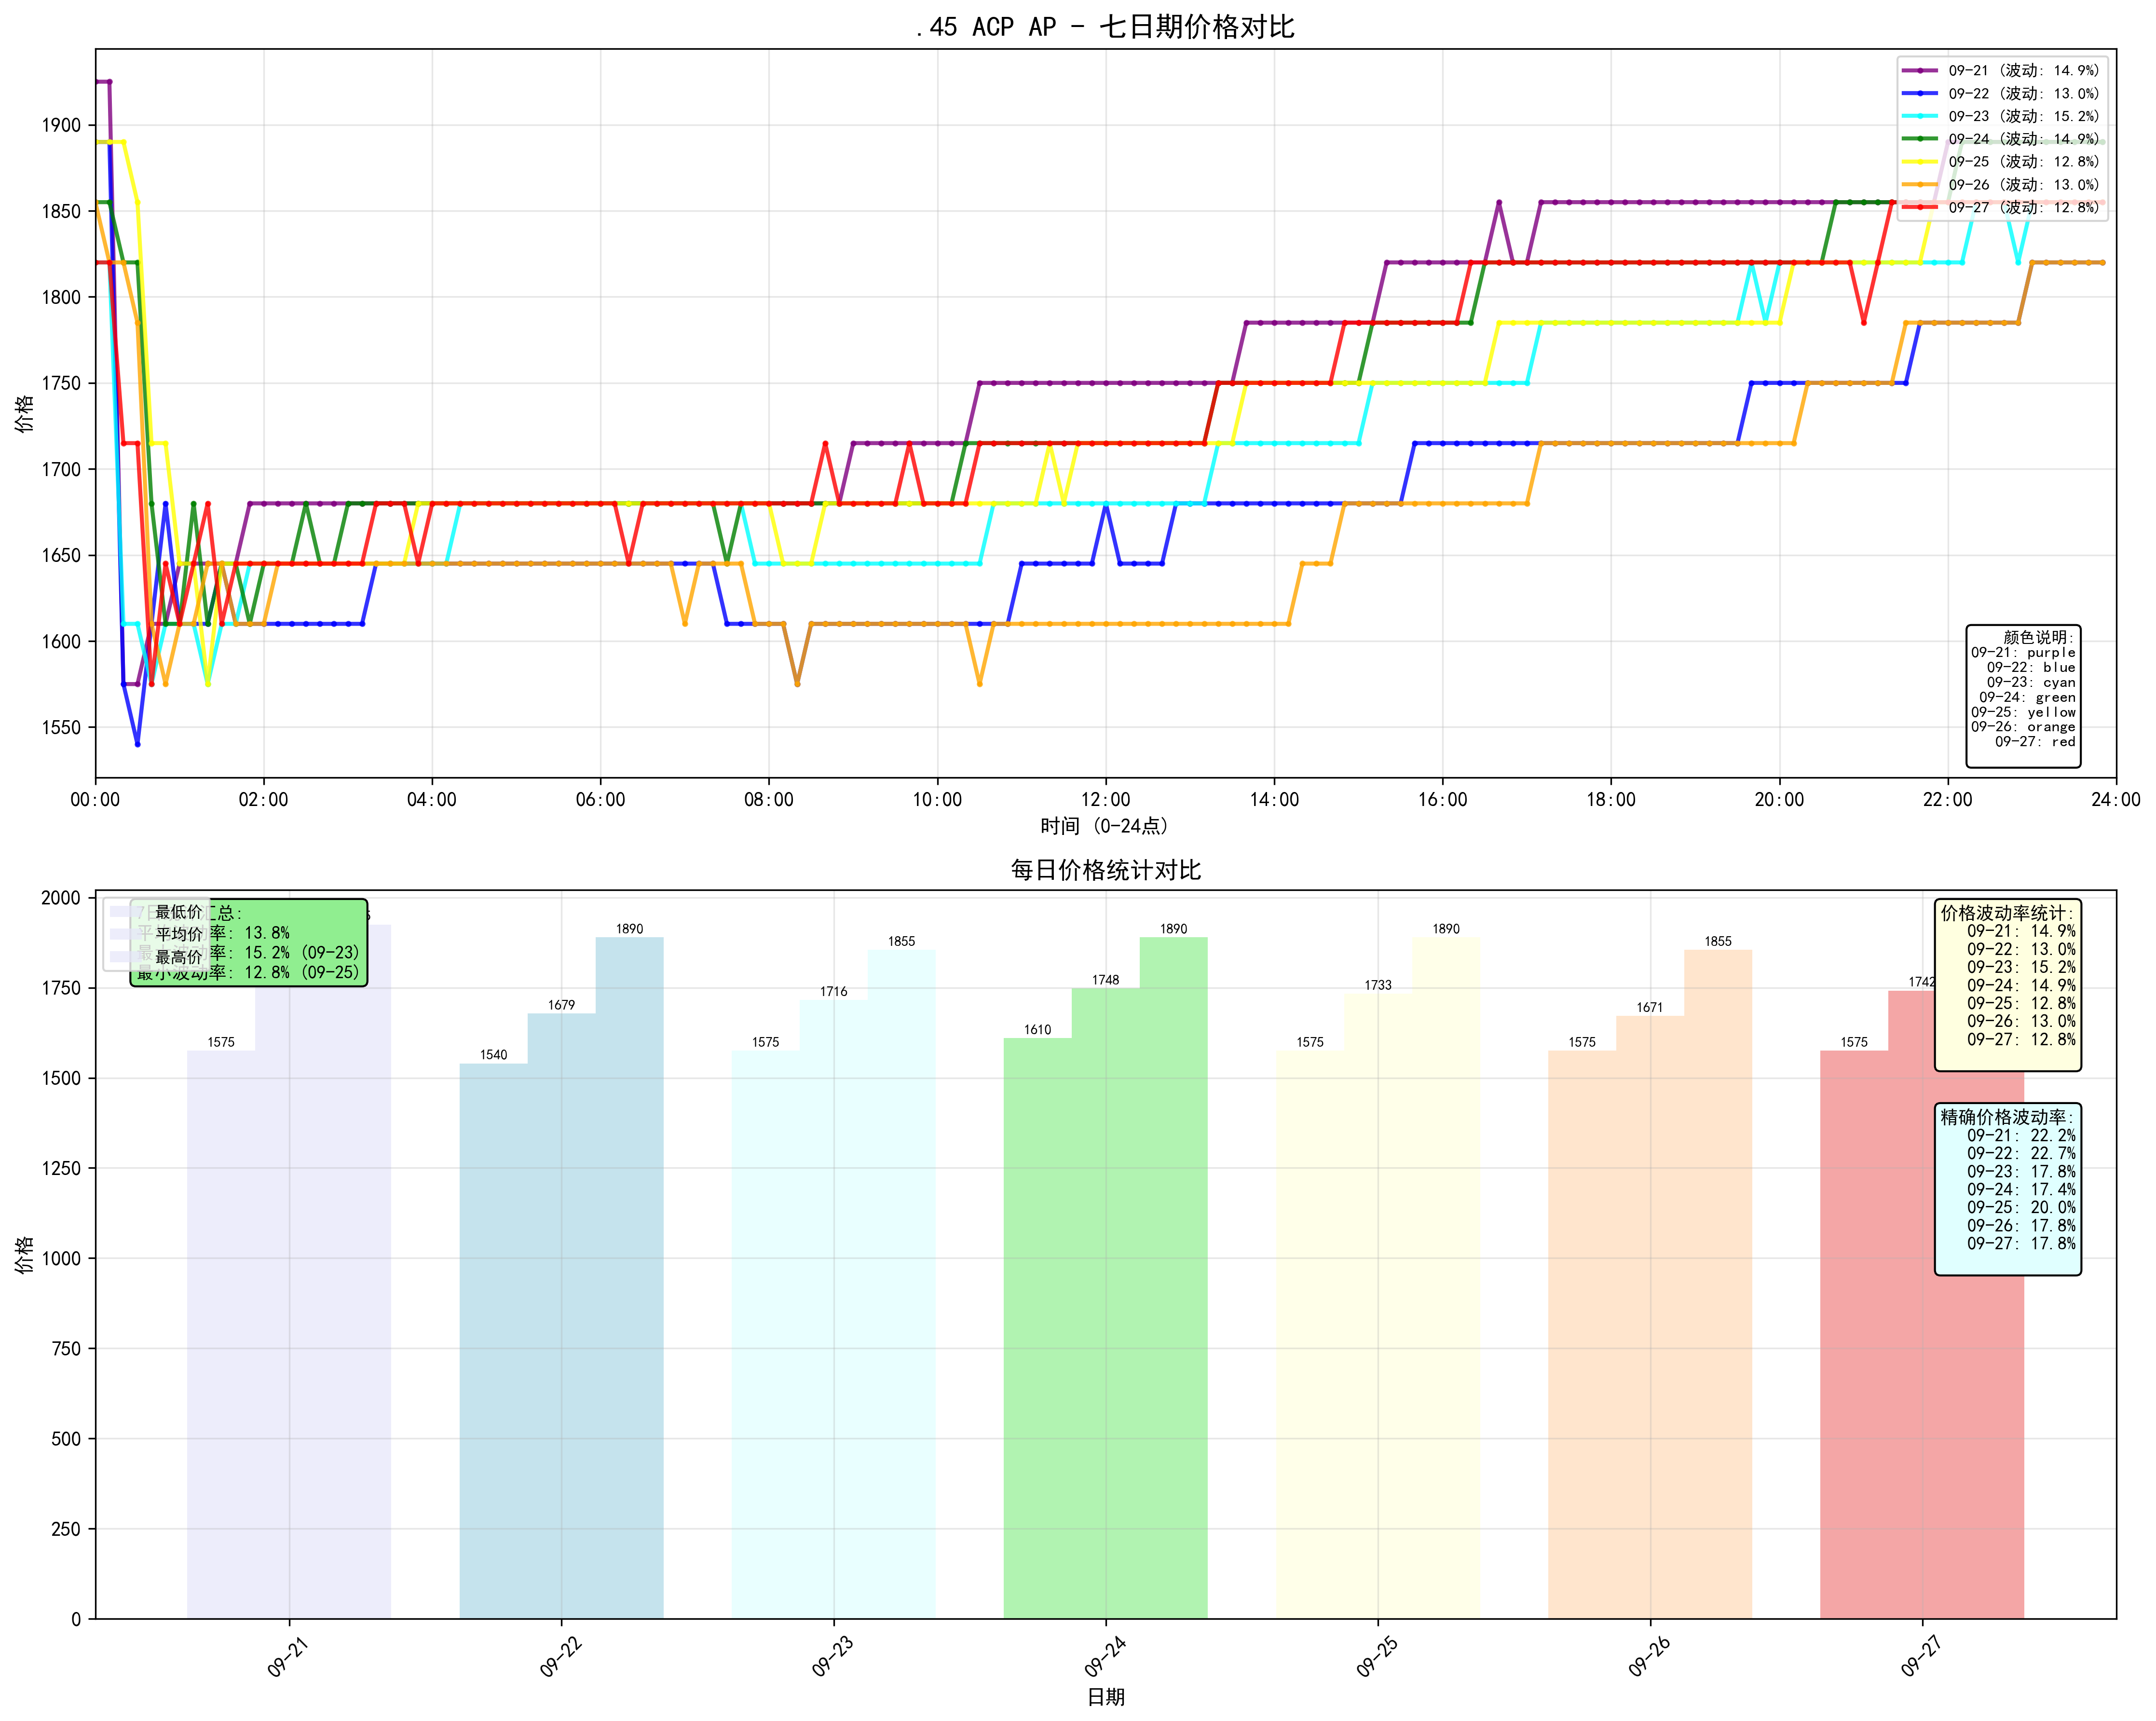 .45 ACP AP - 七日期价格对比
价格
1900
1850
1800
1750
1700
1650
1600
1550
09-21 (波动: 14.9%)
09-22 (波动: 13.0%)
09-23 (波动: 15.2%)
09-24 (波动: 14.9%)
09-25 (波动: 12.8%)
09-26 (波动: 13.0%)
09-27 (波动: 12.8%)
颜色说明:
09-21: purple
09-22: blue
09-23: cyan
09-24: green
09-25: yellow
09-26: orange
09-27: red
00:00 02:00 04:00 06:00 08:00 10:00 12:00 14:00 16:00 18:00 20:00 22:00 24:00
时间 (0-24点)
每日价格统计对比
价格
2000
1750
1500
1250
1000
750
500
250
0
最低价
平均价
最高价
汇总:
率: 13.8%
率: 15.2% (09-23)
最小波动率: 12.8% (09-25)
1575
1540 1679 1890
1575 1716 1855
1610 1748 1890
1575 1733 1890
1575 1671 1855
1575 1742
价格波动率统计:
09-21: 14.9%
09-22: 13.0%
09-23: 15.2%
09-24: 14.9%
09-25: 12.8%
09-26: 13.0%
09-27: 12.8%
精确价格波动率:
09-21: 22.2%
09-22: 22.7%
09-23: 17.8%
09-24: 17.4%
09-25: 20.0%
09-26: 17.8%
09-27: 17.8%
09-21 09-22 09-23 09-24 09-25 09-26 09-27
日期